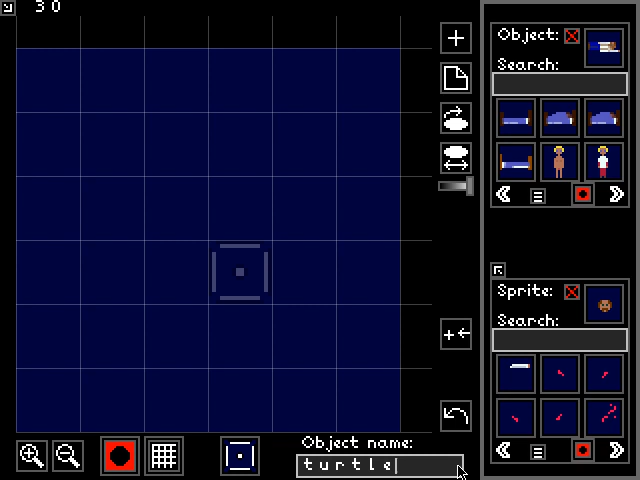 30
Object:
Search:
Sprite:
Search:
Object name:
turtle